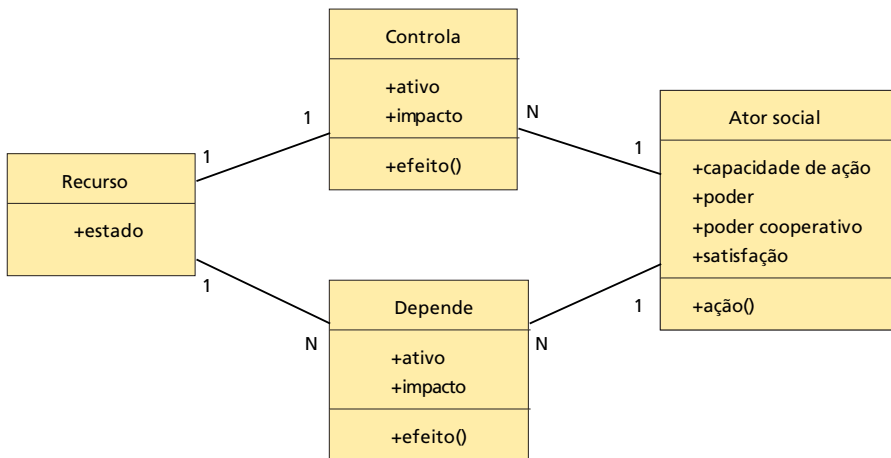 Controla
+ativo
+impacto
+efeito()
1
N
Ator social
+capacidade de ação
+poder
+poder cooperativo
+satisfação
+ação()
1
1
Recurso
+estado
1
1
N
Depende
+ativo
+impacto
+efeito()
N
1